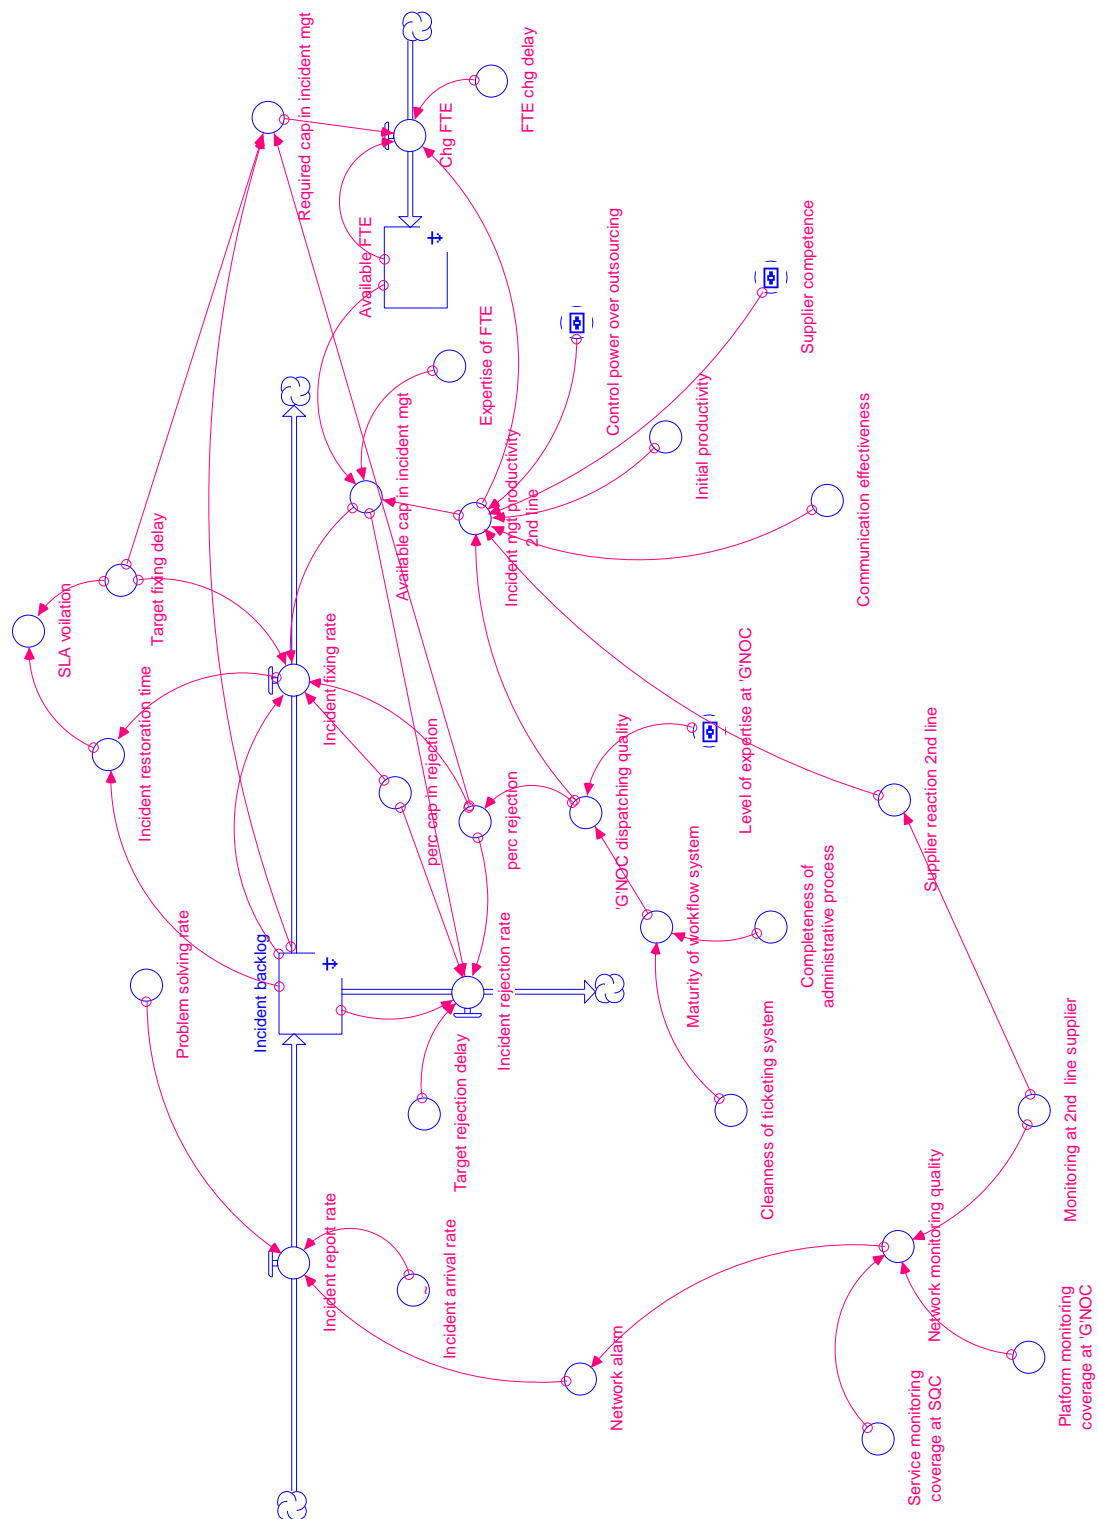 SLA voilation
Incident restoration time
Target fixing delay
Problem solving rate
Incident backlog
Incident report rate
Incident fixing rate
Required cap in incident mgt
Available FTE
Chg FTE
FTE chg delay
Available cap in incident mgt
Expertise of FTE
Incident mgt productivity
2nd line
Control power over outsourcing
Initial productivity
Supplier competence
Communication effectiveness
perc cap in rejection
perc rejection
Incident rejection rate
Target rejection delay
Incident arrival rate
~
'G'NOC dispatching quality
Level of expertise at 'G'NOC
Maturity of workflow system
Completeness of
administrative process
Cleanness of ticketing system
Supplier reaction 2nd line
Monitoring at 2nd line supplier
Network monitoring quality
Network alarm
Service monitoring
coverage at SQC
Platform monitoring
coverage at 'G'NOC